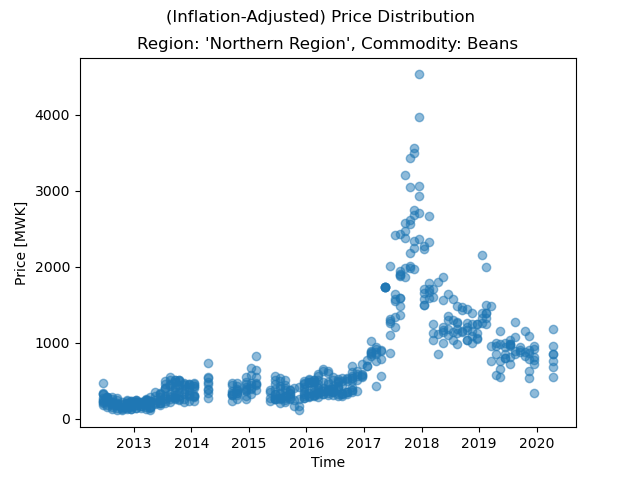 (Inflation-Adjusted) Price Distribution
Region: 'Northern Region', Commodity: Beans
Price [MWK]
4000
3000
2000
1000
0
2013 2014 2015 2016 2017 2018 2019 2020
Time